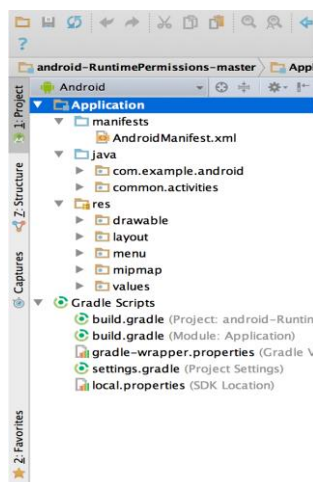 ?
android-RuntimePermissions-master
Appl
Android
Application
manifests
AndroidManifest.xml
java
com.example.android
common.activities
res
drawable
layout
menu
mipmap
values
Gradle Scripts
build.gradle (Project: android-Runtin
build.gradle (Module: Application)
gradle-wrapper.properties (Gradle V
settings.gradle (Project Settings)
local.properties (SDK Location)
1: Project
Z: Structure
Captures
2: Favorites